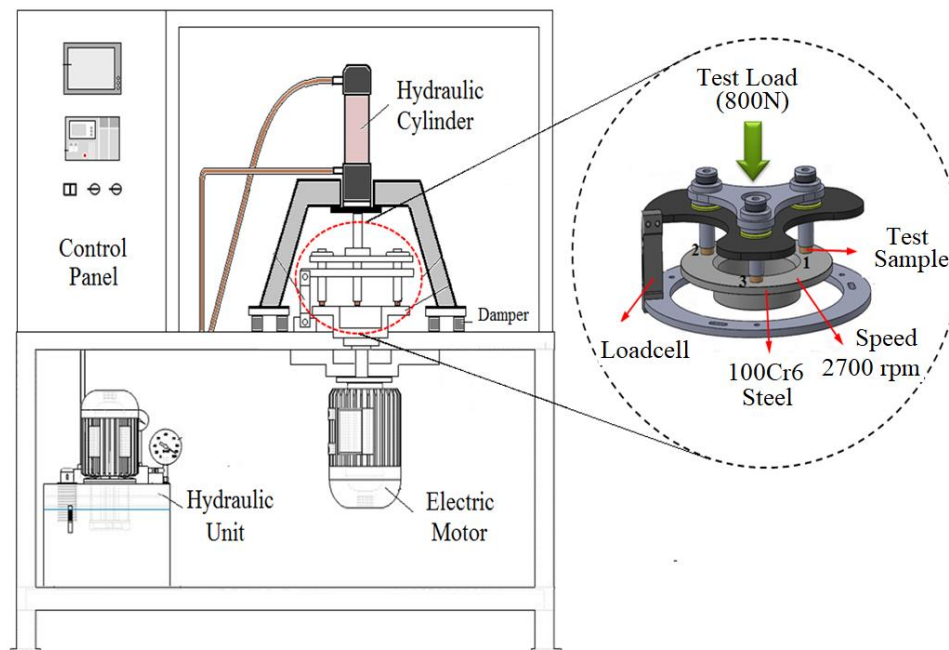 Control
Panel
Hydraulic
Cylinder
Damper
Hydraulic
Unit
Electric
Motor
Test Load
(800N)
2
1
3
Test
Sample
Loadcell
100Cr6
Steel
Speed
2700 rpm